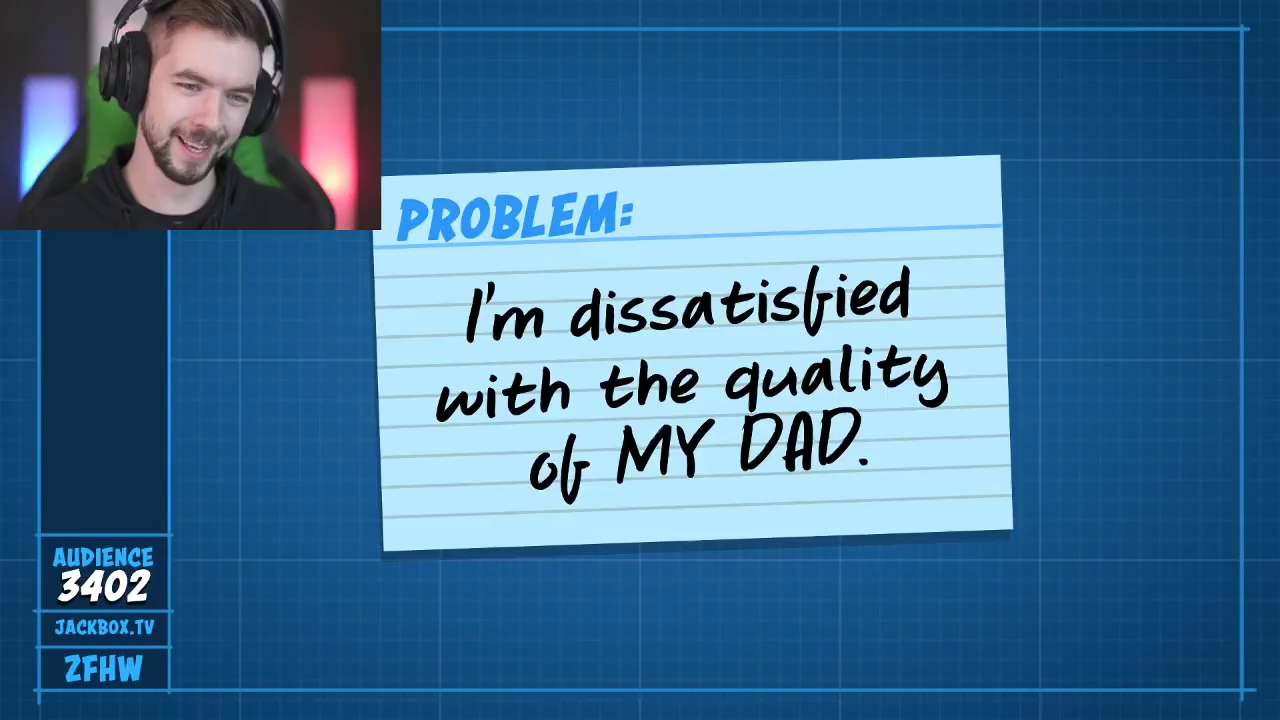 PROBLEM:
I'm dissatisfied
with the quality
of MY DAD.
AUDIENCE
3402
JACKBOX.TV
ZFHW